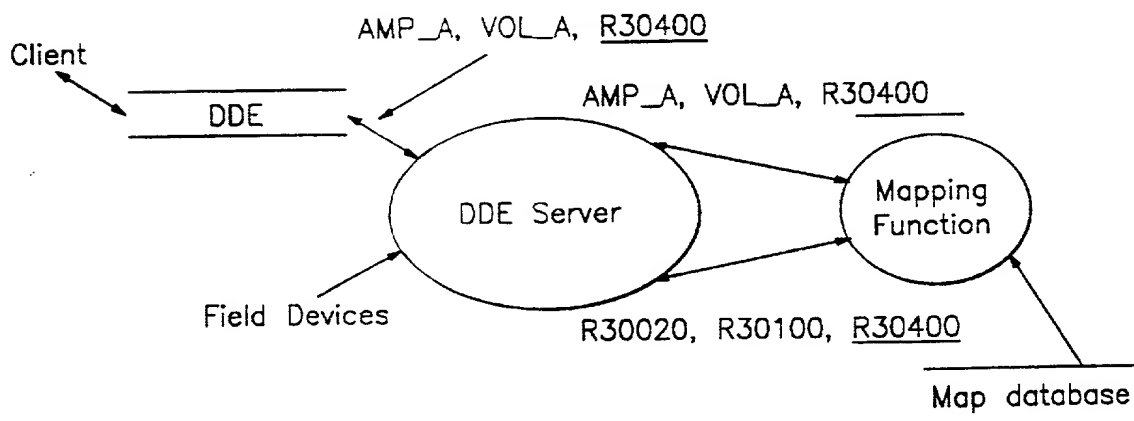 AMP_A, VOL_A, R30400
Client
DDE
AMP_A, VOL_A, R30400
DDE Server
Mapping
Function
Field Devices
R30020, R30100, R30400
Map database